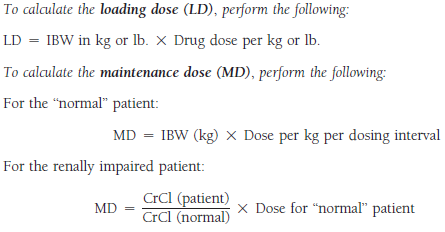 To calculate the loading dose (LD), perform the following:
LD = IBW in kg or lb. × Drug dose per kg or lb.
To calculate the maintenance dose (MD), perform the following:
For the “normal” patient:
MD = IBW (kg) × Dose per kg per dosing interval
For the renally impaired patient:
MD = CrCl (patient) / CrCl (normal) × Dose for “normal” patient